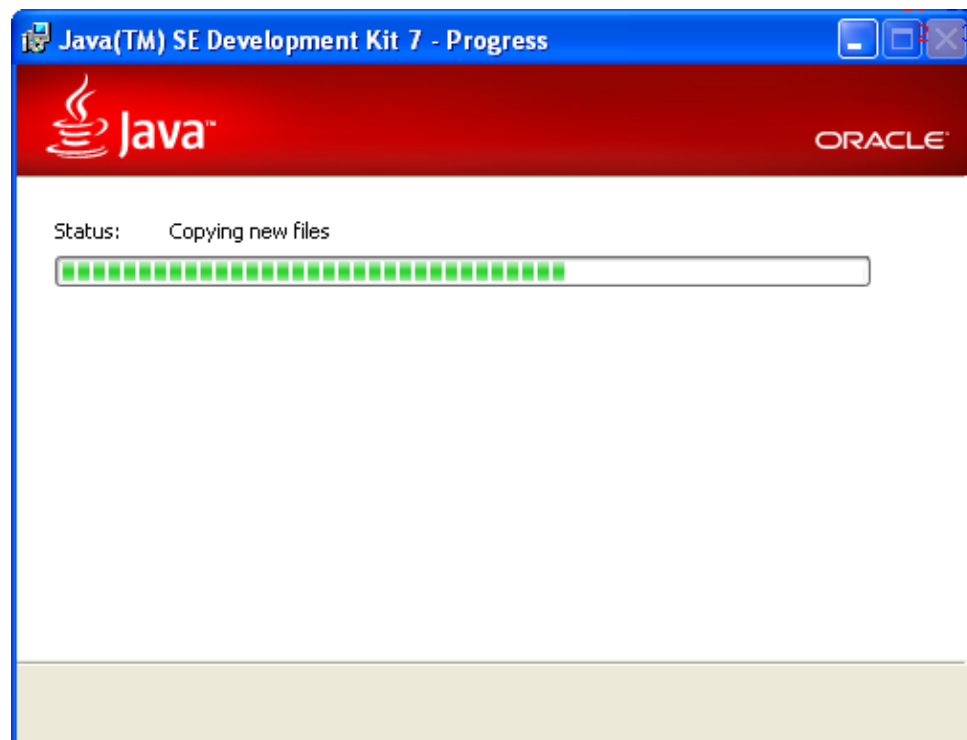 Java(TM) SE Development Kit 7 - Progress
Java™
ORACLE
Status: Copying new files